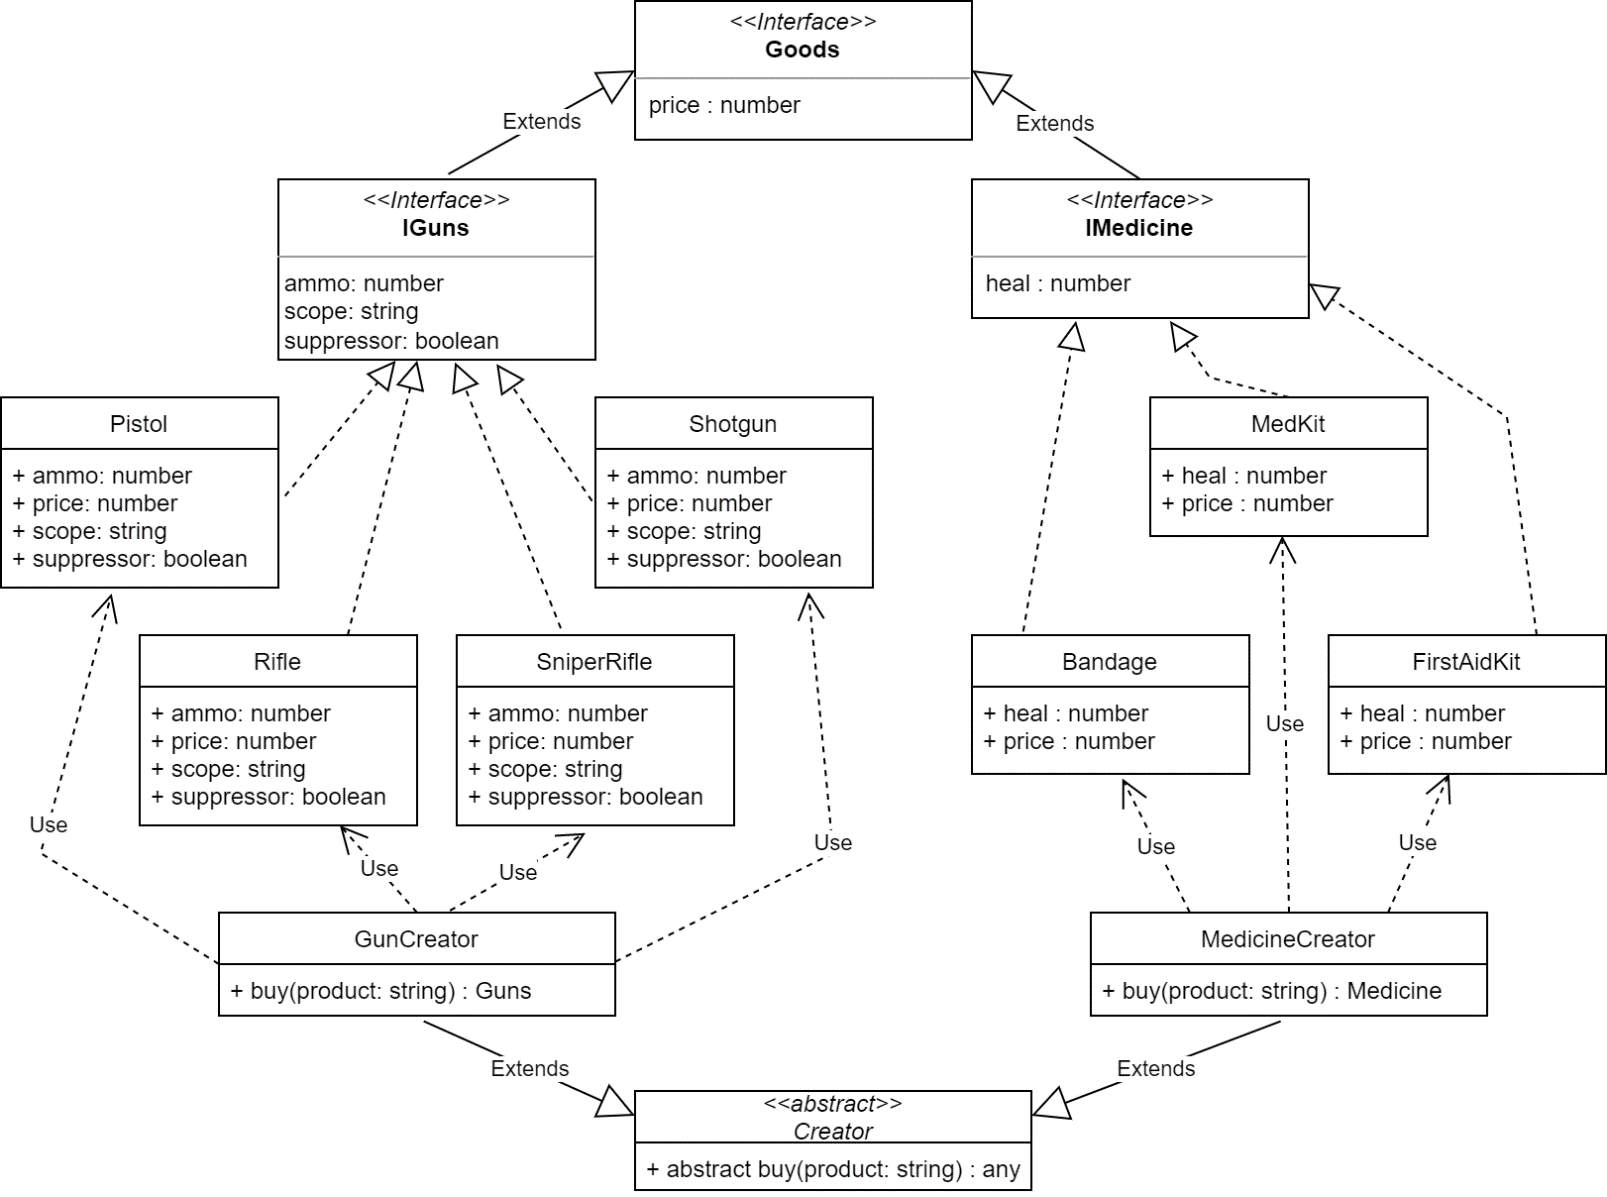 <<Interface>>
Goods
price : number
Extends
Extends
<<Interface>>
IGuns
ammo: number
scope: string
suppressor: boolean
<<Interface>>
IMedicine
heal : number
Pistol
+ ammo: number
+ price: number
+ scope: string
+ suppressor: boolean
Shotgun
+ ammo: number
+ price: number
+ scope: string
+ suppressor: boolean
MedKit
+ heal : number
+ price : number
Rifle
+ ammo: number
+ price: number
+ scope: string
+ suppressor: boolean
SniperRifle
+ ammo: number
+ price: number
+ scope: string
+ suppressor: boolean
Bandage
+ heal : number
+ price : number
Use
FirstAidKit
+ heal : number
+ price : number
Use
Use
Use
Use
Use
Use
GunCreator
+ buy(product: string) : Guns
MedicineCreator
+ buy(product: string) : Medicine
Extends
Extends
<<abstract>>
Creator
+ abstract buy(product: string) : any